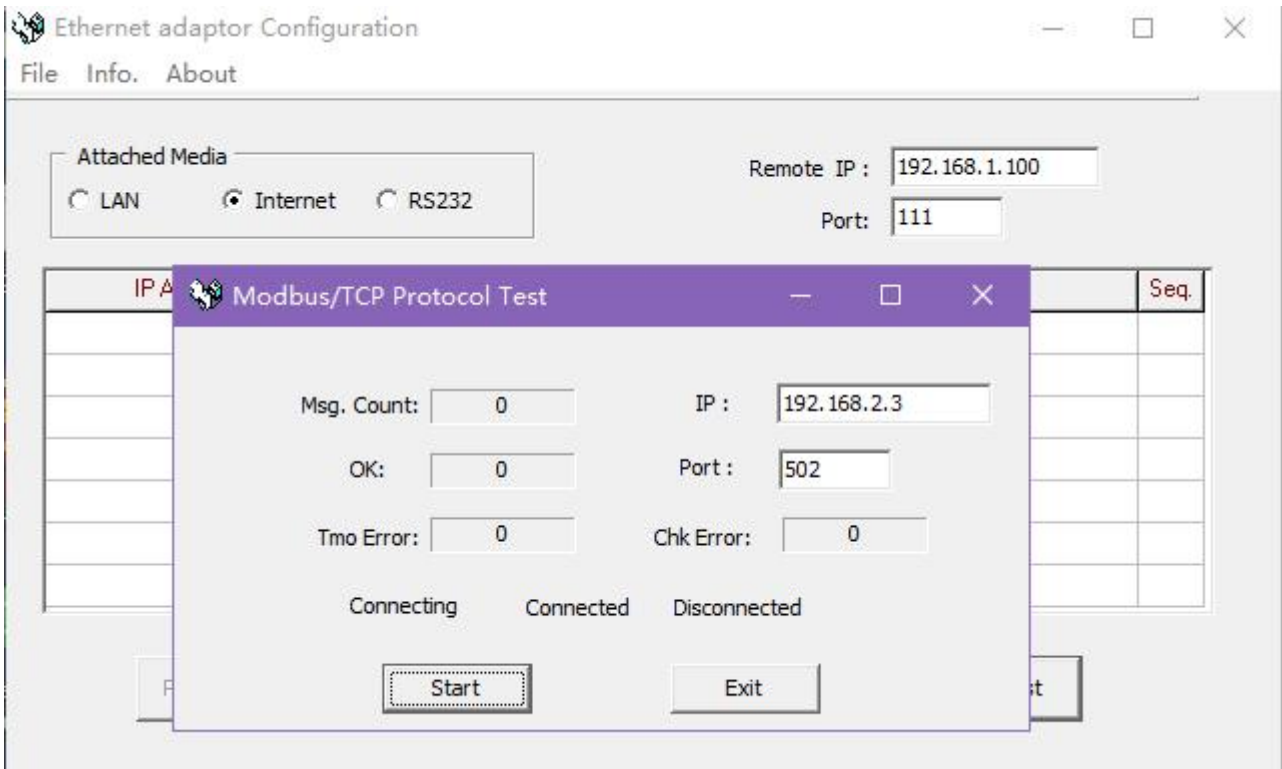 Ethernet adaptor Configuration
File Info. About
Attached Media
LAN Internet RS232
Remote IP : 192.168.1.100
Port: 111
IP A Seq.
Modbus/TCP Protocol Test
Msg. Count: 0 IP : 192.168.2.3
OK: 0 Port : 502
Tmo Error: 0 Chk Error: 0
Connecting Connected Disconnected
Start Exit